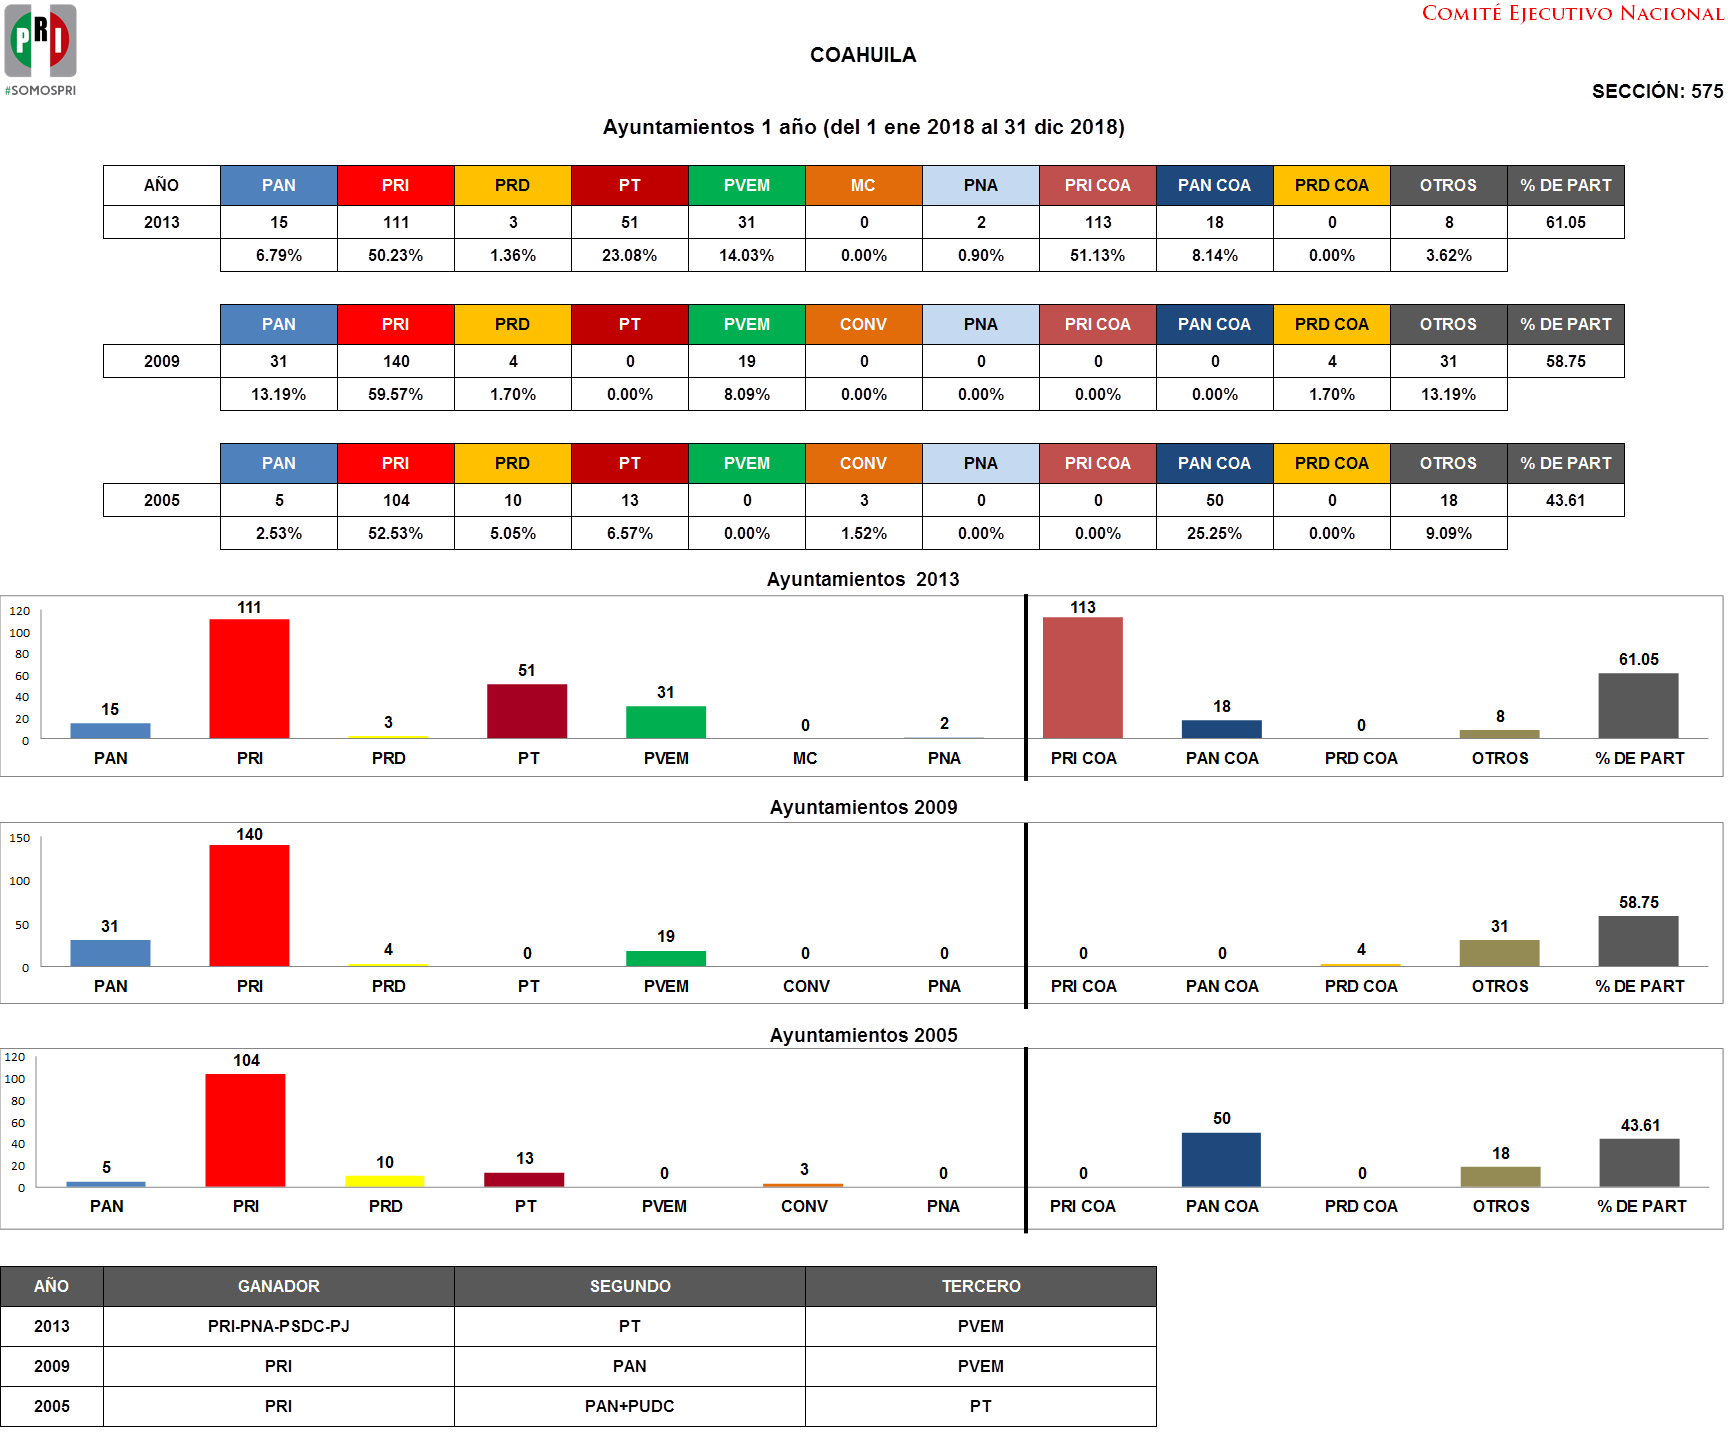 COMITÉ EJECUTIVO NACIONAL
PRI
#SOMOSPRI
COAHUILA
SECCIÓN: 575
Ayuntamientos 1 año (del 1 ene 2018 al 31 dic 2018)
AÑO PAN PRI PRD PT PVEM MC PNA PRI COA PAN COA PRD COA OTROS % DE PART
2013 15 111 3 51 31 0 2 113 18 0 8 61.05
6.79% 50.23% 1.36% 23.08% 14.03% 0.00% 0.90% 51.13% 8.14% 0.00% 3.62%
PAN PRI PRD PT PVEM CONV PNA PRI COA PAN COA PRD COA OTROS % DE PART
2009 31 140 4 0 19 0 0 0 0 4 31 58.75
13.19% 59.57% 1.70% 0.00% 8.09% 0.00% 0.00% 0.00% 0.00% 1.70% 13.19%
PAN PRI PRD PT PVEM CONV PNA PRI COA PAN COA PRD COA OTROS % DE PART
2005 5 104 10 13 0 3 0 0 50 0 18 43.61
2.53% 52.53% 5.05% 6.57% 0.00% 1.52% 0.00% 0.00% 25.25% 0.00% 9.09%
Ayuntamientos 2013
120
100
80
60
40
20
0
15 111 3 51 31 0 2 113 18 0 8 61.05
PAN PRI PRD PT PVEM MC PNA PRI COA PAN COA PRD COA OTROS % DE PART
Ayuntamientos 2009
150
100
50
0
31 140 4 0 19 0 0 0 0 4 31 58.75
PAN PRI PRD PT PVEM CONV PNA PRI COA PAN COA PRD COA OTROS % DE PART
Ayuntamientos 2005
120
100
80
60
40
20
0
5 104 10 13 0 3 0 0 50 0 18 43.61
PAN PRI PRD PT PVEM CONV PNA PRI COA PAN COA PRD COA OTROS % DE PART
AÑO GANADOR SEGUNDO TERCERO
2013 PRI-PNA-PSDC-PJ PT PVEM
2009 PRI PAN PVEM
2005 PRI PAN+PUDC PT